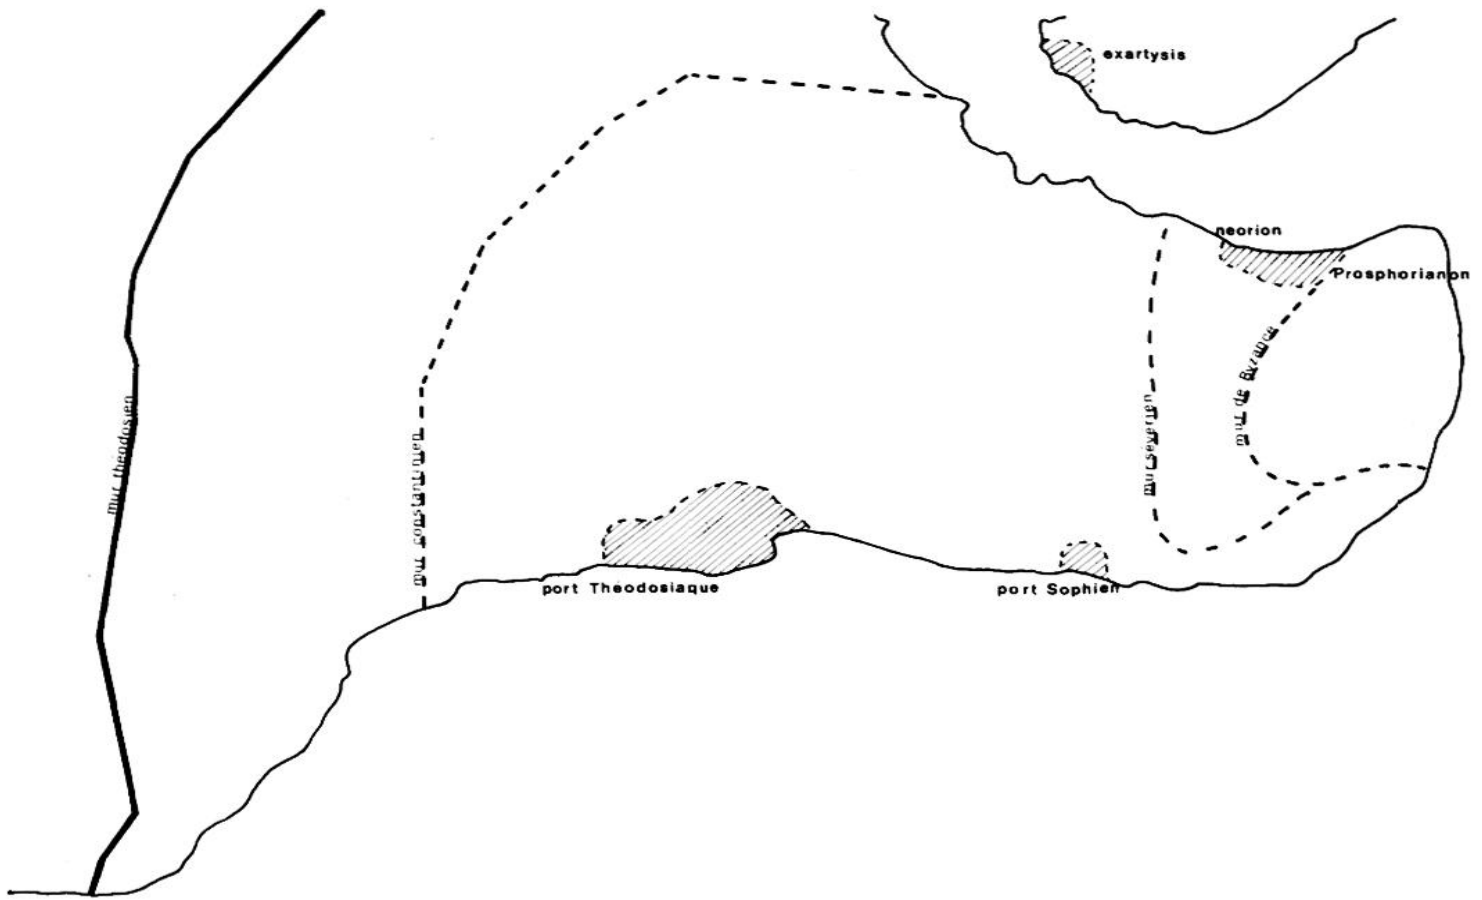 exartysis
neorion
Prosphorianon
mur de Byzance
mur severien
mur theodosien
mur constantinien
port Theodosiaque
port Sophien